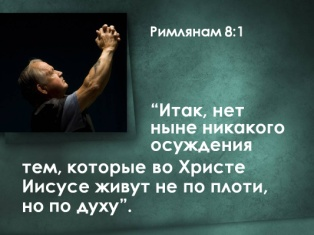 Римлянам 8:1
“Итак, нет
ныне никакого
осуждения
тем, которые во Христе
Иисусе живут не по плоти,
но по духу”.